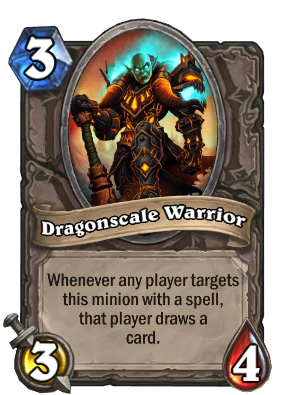 3
Dragonscale Warrior
Whenever any player targets
this minion with a spell,
that player draws a
card.
3
4